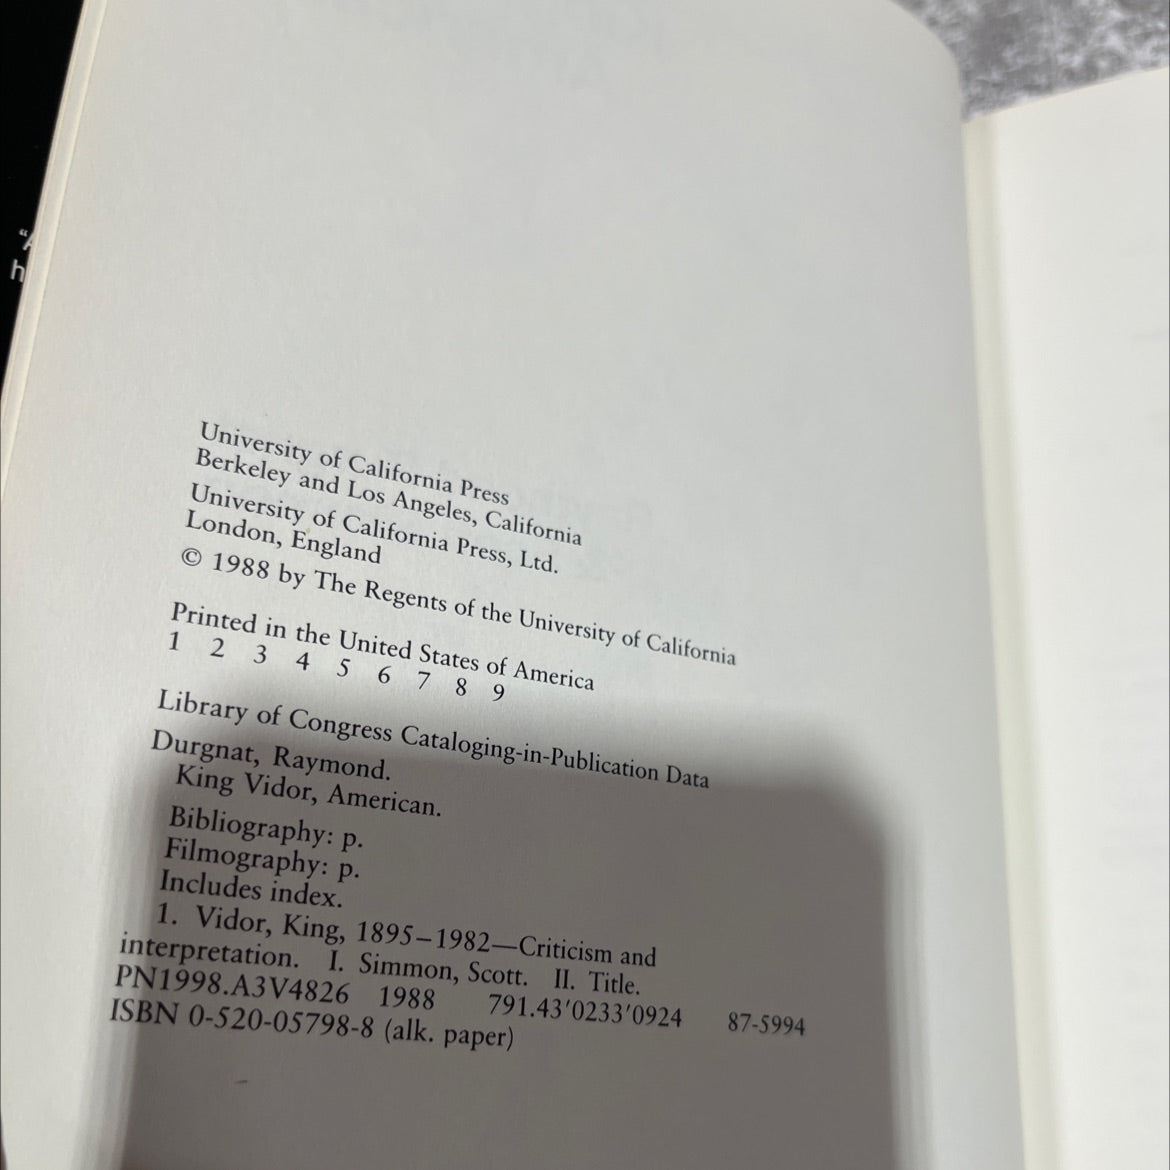 “A
h
University of California Press
Berkeley and Los Angeles, California
University of California Press, Ltd.
London, England
© 1988 by The Regents of the University of California
Printed in the United States of America
1 2 3 4 5 6 7 8 9
Library of Congress Cataloging-in-Publication Data
Durgnat, Raymond.
King Vidor, American.
Bibliography: p.
Filmography: p.
Includes index.
1. Vidor, King, 1895–1982—Criticism and
interpretation. I. Simmon, Scott. II. Title.
PN1998.A3V4826 1988 791.43′0233′0924 87-5994
ISBN 0-520-05798-8 (alk. paper)